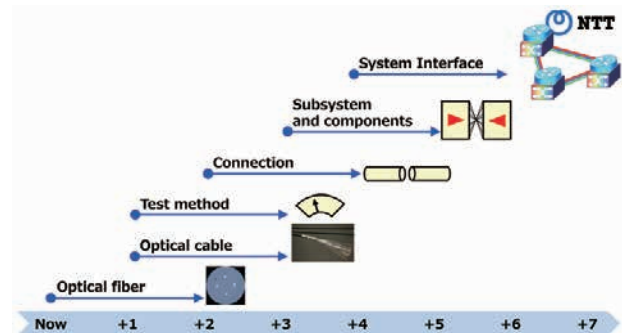 NTT
System Interface
Subsystem
and components
Connection
Test method
Optical cable
Optical fiber
Now +1 +2 +3 +4 +5 +6 +7